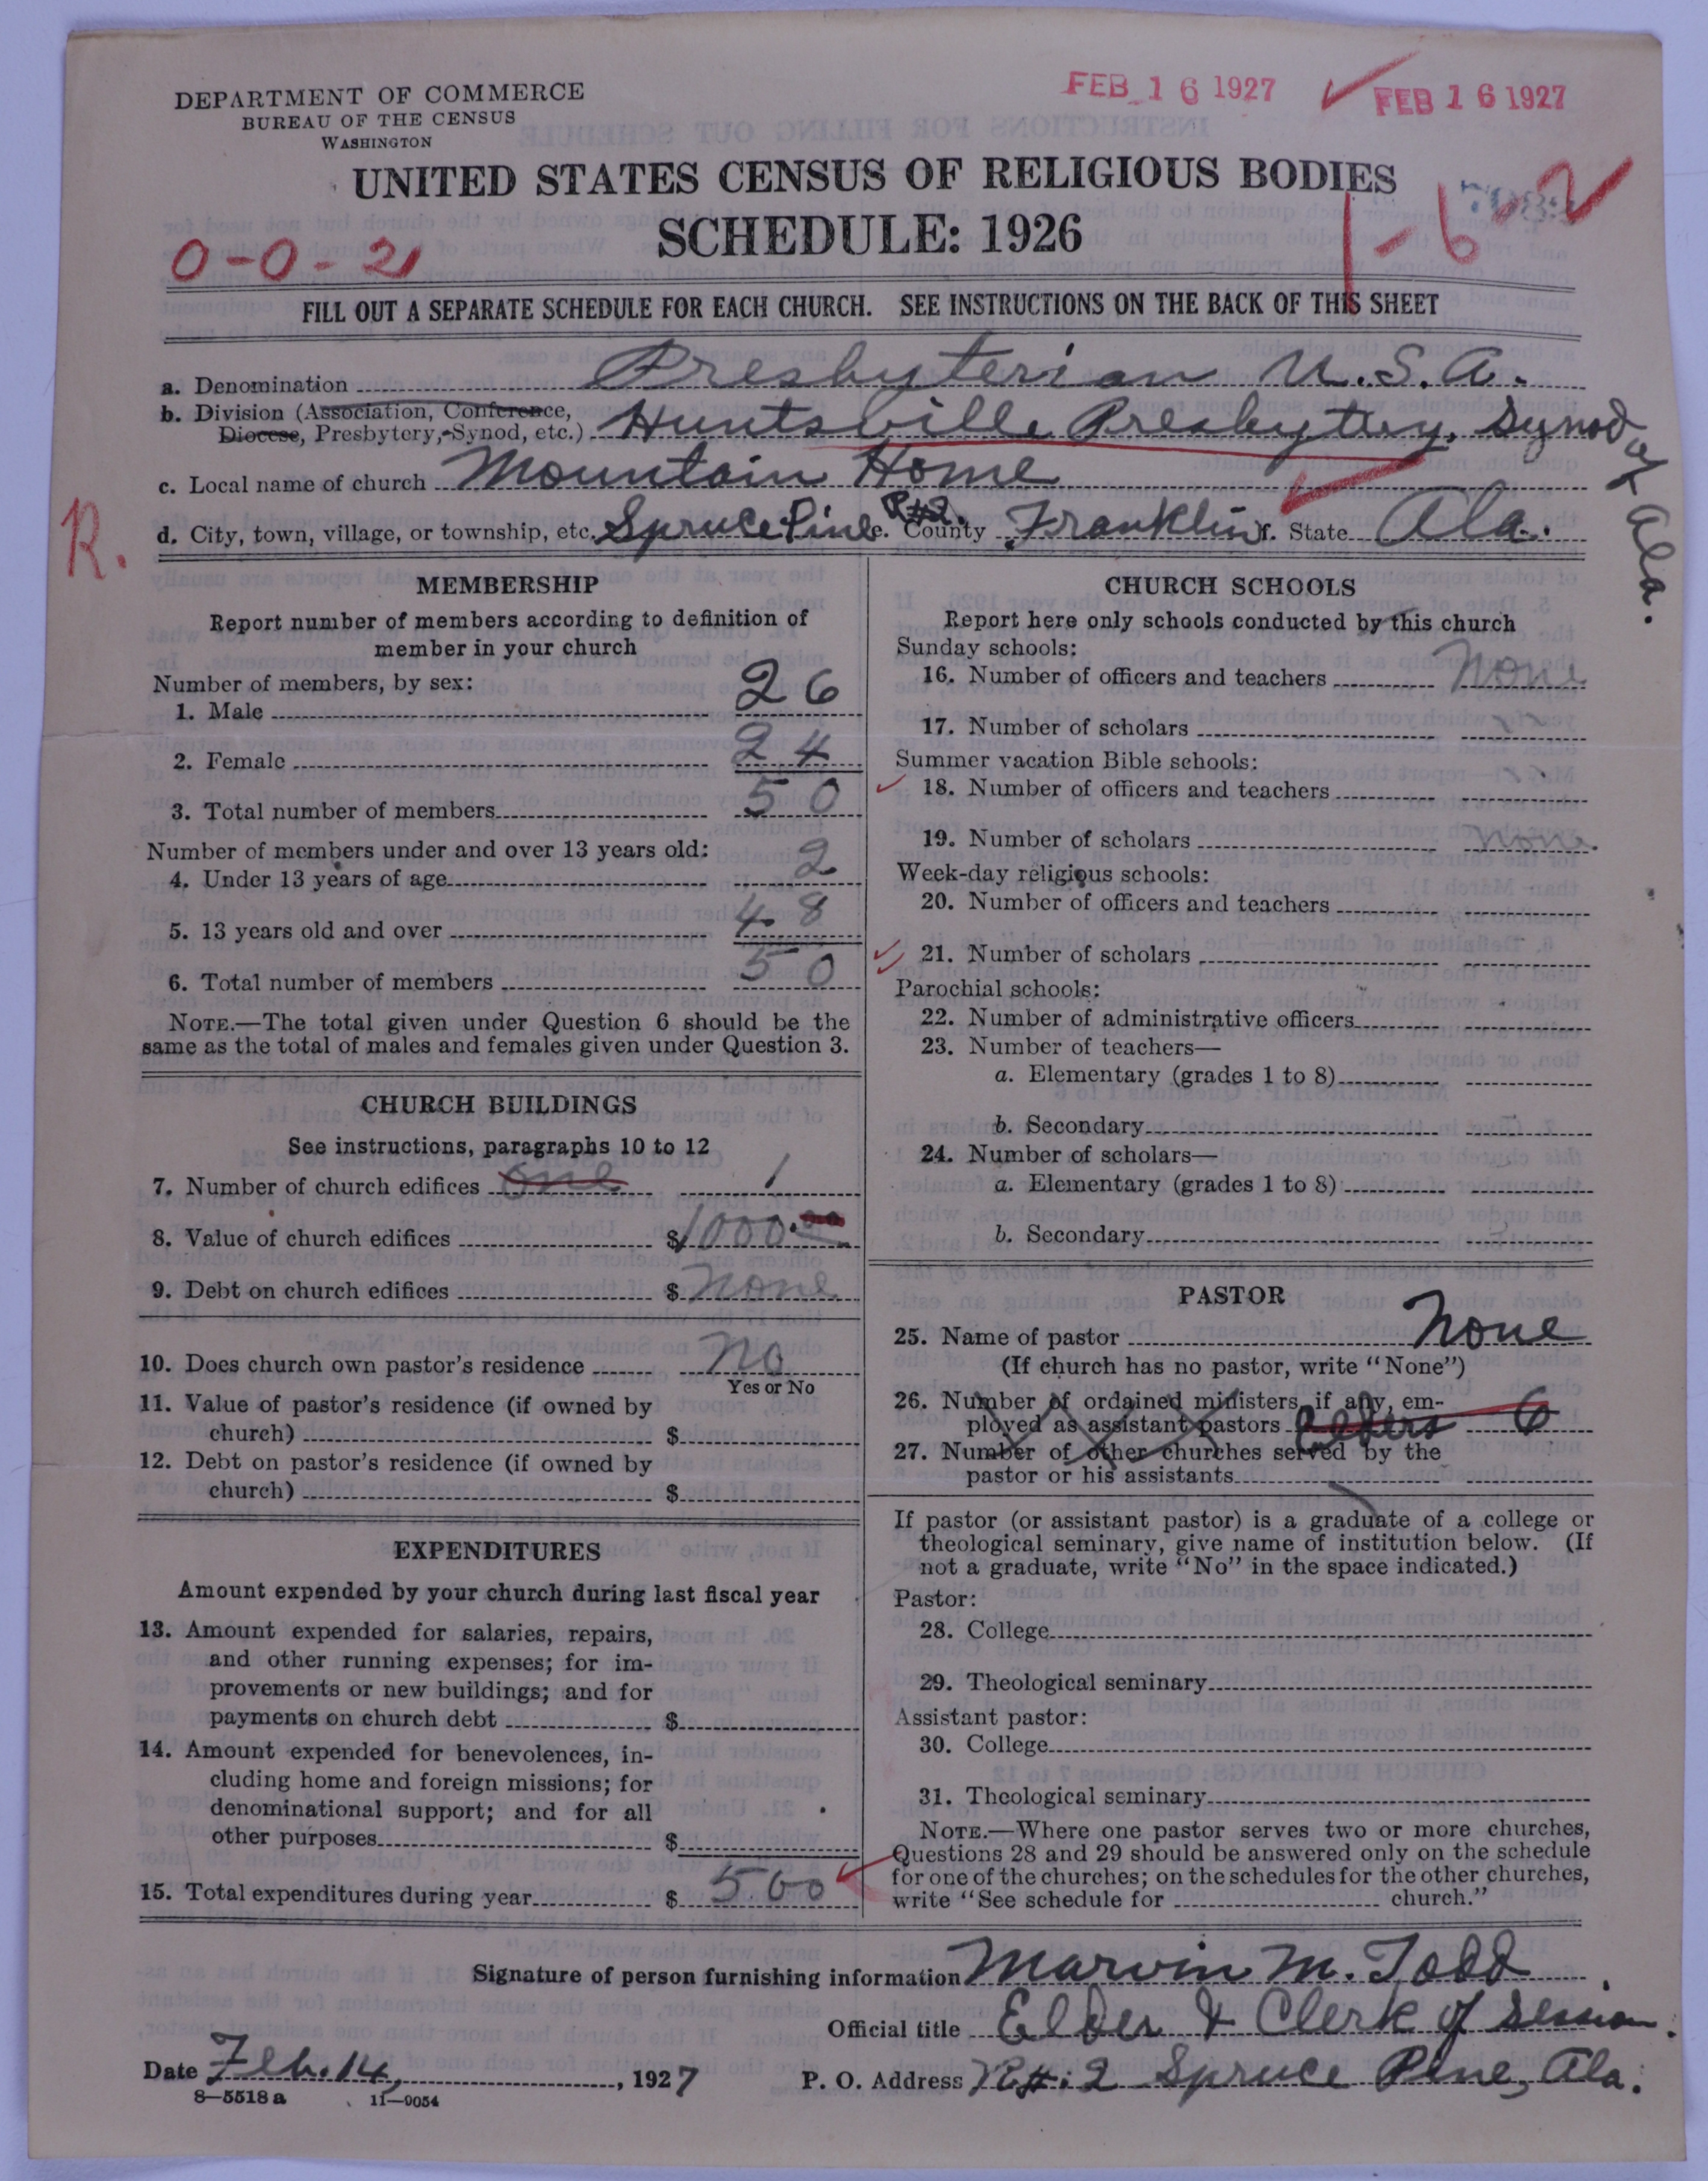 DEPARTMENT OF COMMERCE
BUREAU OF THE CENSUS
WASHINGTON
FEB 16 1927
FEB 16 1927
UNITED STATES CENSUS OF RELIGIOUS BODIES
SCHEDULE: 1926
1-6-2
0-0-2
FILL OUT A SEPARATE SCHEDULE FOR EACH CHURCH. SEE INSTRUCTIONS ON THE BACK OF THIS SHEET
a. Denomination Presbyterian U.S.A.
b. Division (Association, Conference,
Diocese, Presbytery, Synod, etc.) Huntsville Presbytery, Synod of Ala.
c. Local name of church Mountain Home
R.
d. City, town, village, or township, etc. Spruce Pine R#2. e. County Franklin f. State Ala.
MEMBERSHIP
Report number of members according to definition of
member in your church
Number of members, by sex:
1. Male 26
2. Female 24
3. Total number of members 50
Number of members under and over 13 years old:
4. Under 13 years of age 2
5. 13 years old and over 48
6. Total number of members 50
NOTE.—The total given under Question 6 should be the
same as the total of males and females given under Question 3.
CHURCH BUILDINGS
See instructions, paragraphs 10 to 12
7. Number of church edifices one 1
8. Value of church edifices $1000.00
9. Debt on church edifices $ None
10. Does church own pastor's residence No
Yes or No
11. Value of pastor's residence (if owned by
church) $
12. Debt on pastor's residence (if owned by
church) $
EXPENDITURES
Amount expended by your church during last fiscal year
13. Amount expended for salaries, repairs,
and other running expenses; for im-
provements or new buildings; and for
payments on church debt $
14. Amount expended for benevolences, in-
cluding home and foreign missions; for
denominational support; and for all
other purposes $
15. Total expenditures during year $ 500
CHURCH SCHOOLS
Report here only schools conducted by this church
Sunday schools:
16. Number of officers and teachers None
17. Number of scholars
Summer vacation Bible schools:
18. Number of officers and teachers
19. Number of scholars None.
Week-day religious schools:
20. Number of officers and teachers
21. Number of scholars
Parochial schools:
22. Number of administrative officers
23. Number of teachers—
a. Elementary (grades 1 to 8)
b. Secondary
24. Number of scholars—
a. Elementary (grades 1 to 8)
b. Secondary
PASTOR
25. Name of pastor None
(If church has no pastor, write "None")
26. Number of ordained ministers, if any, em-
ployed as assistant pastors Elders 6
27. Number of other churches served by the
pastor or his assistants
If pastor (or assistant pastor) is a graduate of a college or
theological seminary, give name of institution below. (If
not a graduate, write "No" in the space indicated.)
Pastor:
28. College
29. Theological seminary
Assistant pastor:
30. College
31. Theological seminary
NOTE.—Where one pastor serves two or more churches,
Questions 28 and 29 should be answered only on the schedule
for one of the churches; on the schedules for the other churches,
write "See schedule for church."
Signature of person furnishing information Marvin M. Todd
Official title Elder & Clerk of Session.
Date Feb. 14, 1927
P. O. Address R#.2 Spruce Pine, Ala.
8—5518 a 11—9054